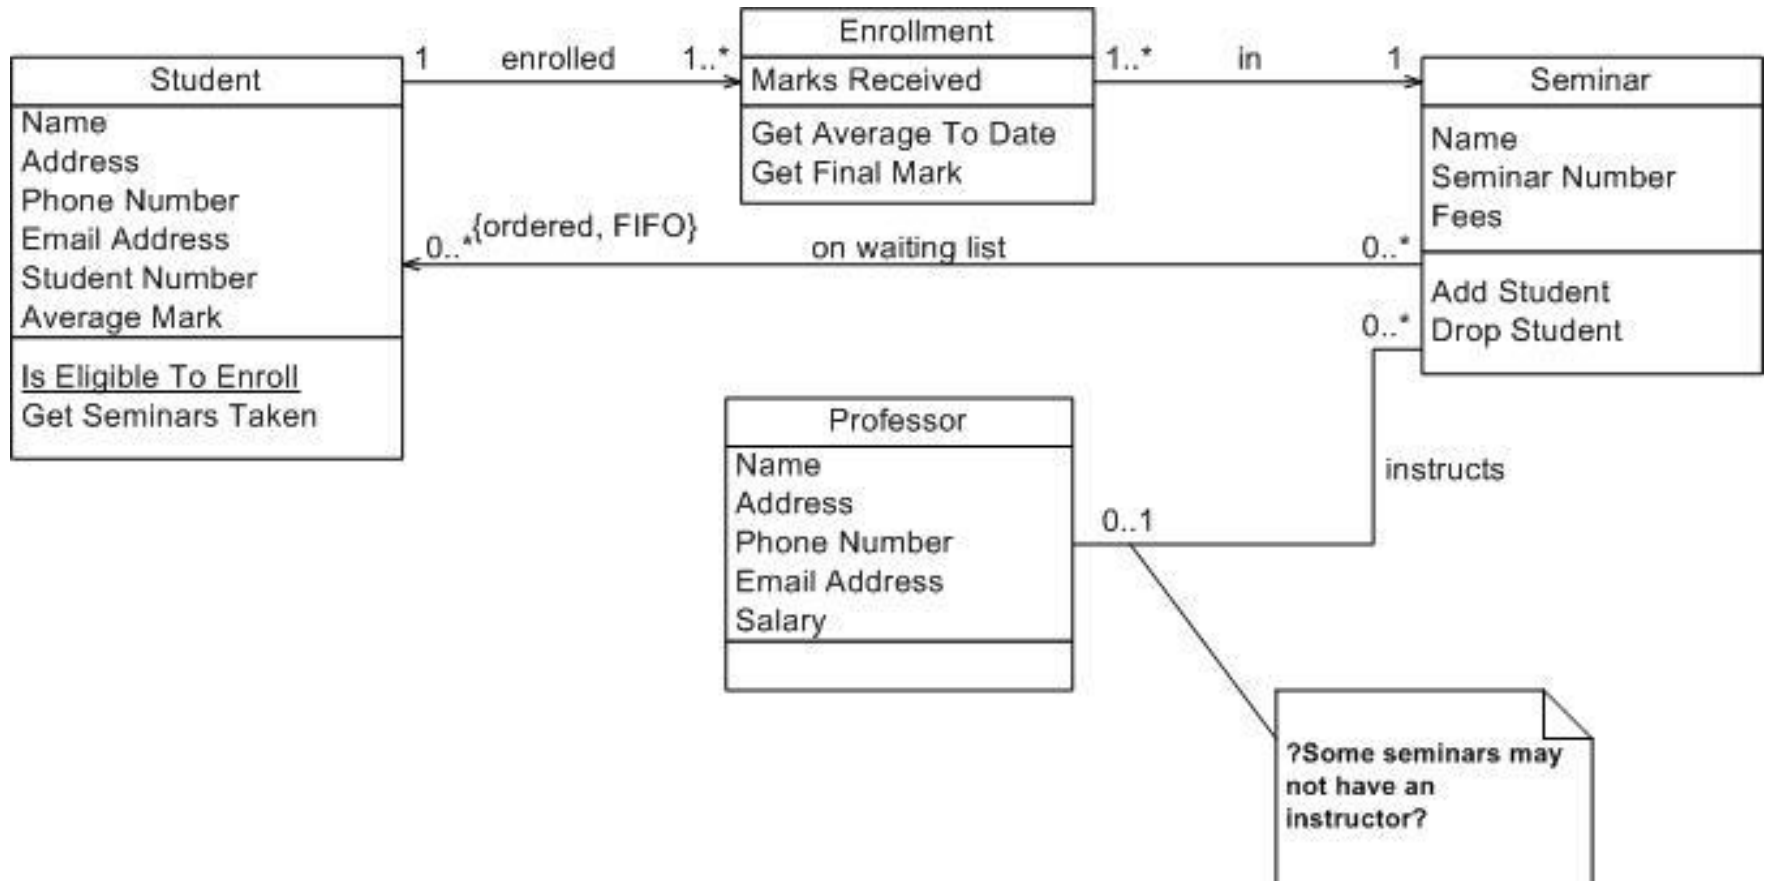 Student
Name
Address
Phone Number
Email Address
Student Number
Average Mark
Is Eligible To Enroll
Get Seminars Taken
1 enrolled 1..*
Enrollment
Marks Received
Get Average To Date
Get Final Mark
1..* in 1
Seminar
Name
Seminar Number
Fees
Add Student
Drop Student
0..* {ordered, FIFO} on waiting list 0..*
0..*
instructs
0..1
Professor
Name
Address
Phone Number
Email Address
Salary
?Some seminars may
not have an
instructor?